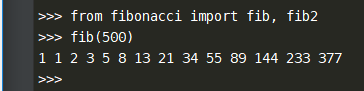 >>> from fibonacci import fib, fib2
>>> fib(500)
1 1 2 3 5 8 13 21 34 55 89 144 233 377
>>>